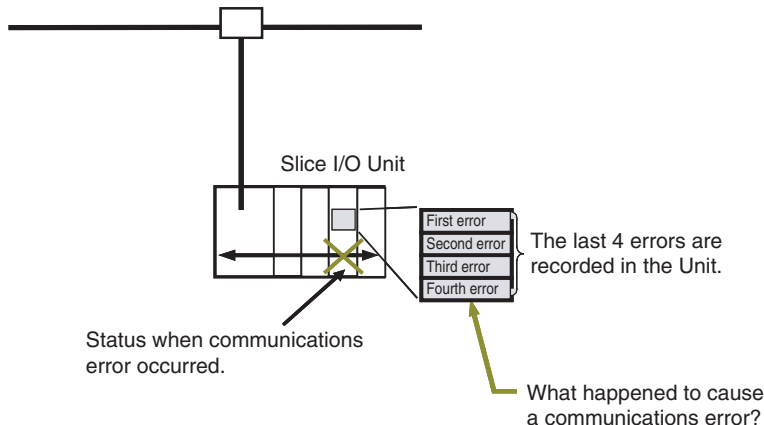 Slice I/O Unit
First error
Second error
Third error
Fourth error
The last 4 errors are
recorded in the Unit.
Status when communications
error occurred.
What happened to cause
a communications error?